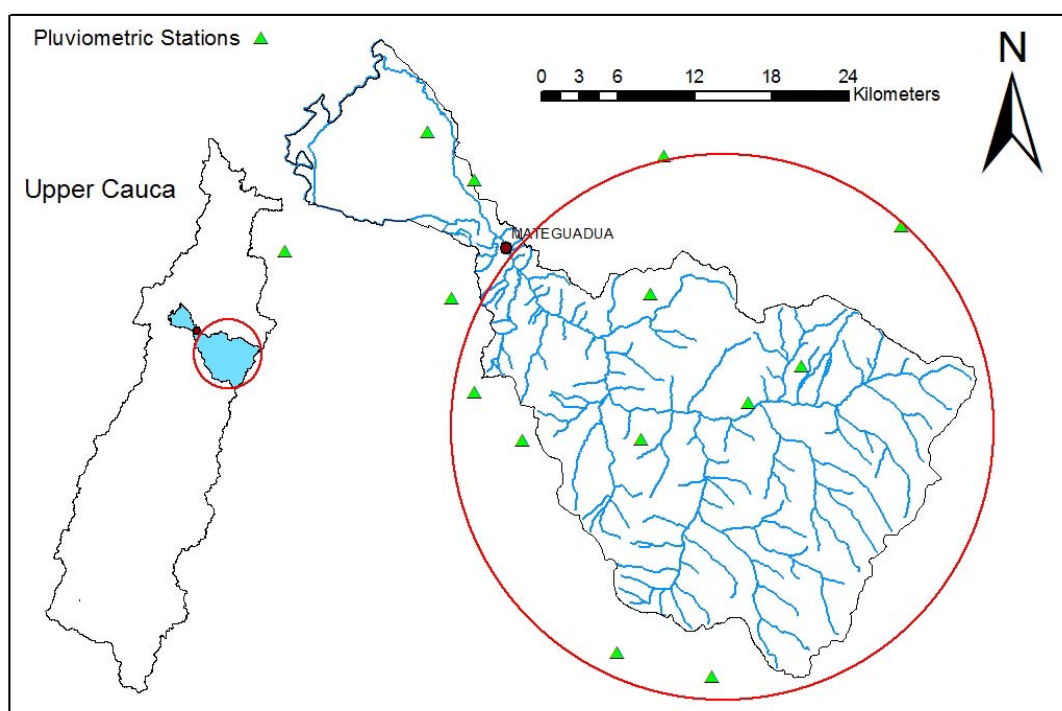 Pluviometric Stations
N
0 3 6 12 18 24
Kilometers
Upper Cauca
MATEGUADUA